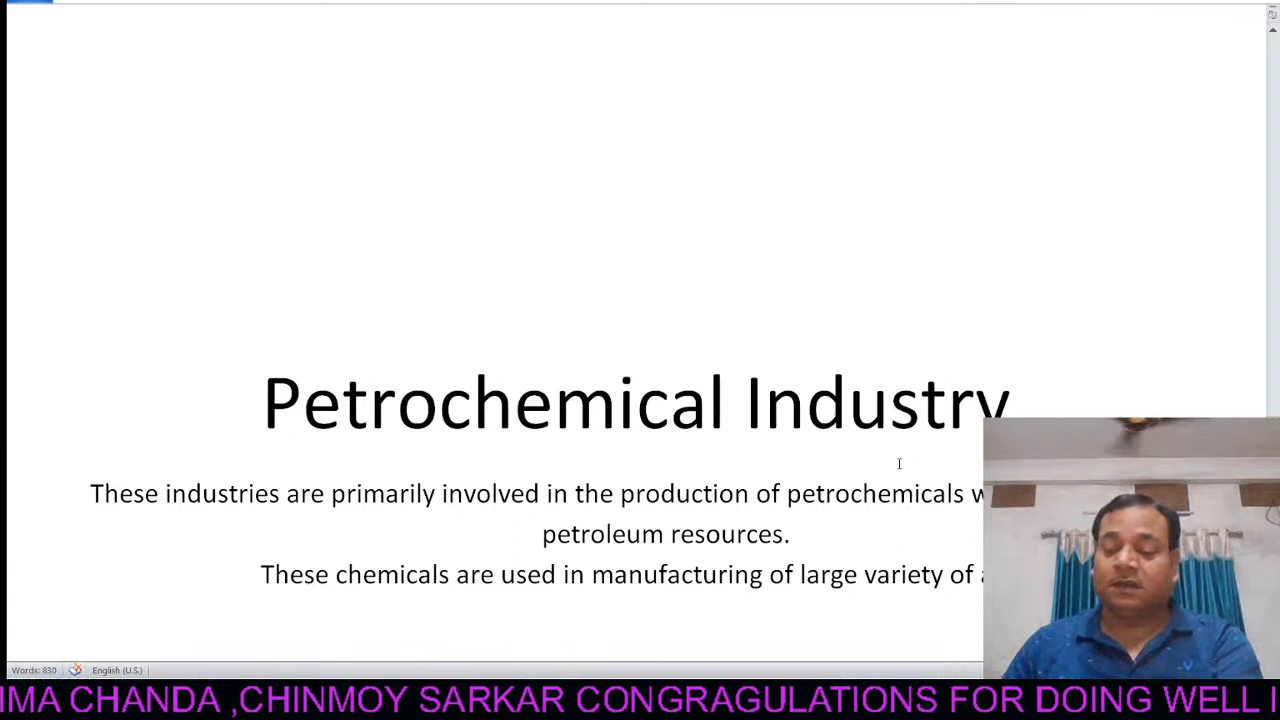 Petrochemical Industry
These industries are primarily involved in the production of petrochemicals
petroleum resources.
These chemicals are used in manufacturing of large variety of
Words: 830 English (U.S.)
IMA CHANDA ,CHINMOY SARKAR CONGRAGULATIONS FOR DOING WELL